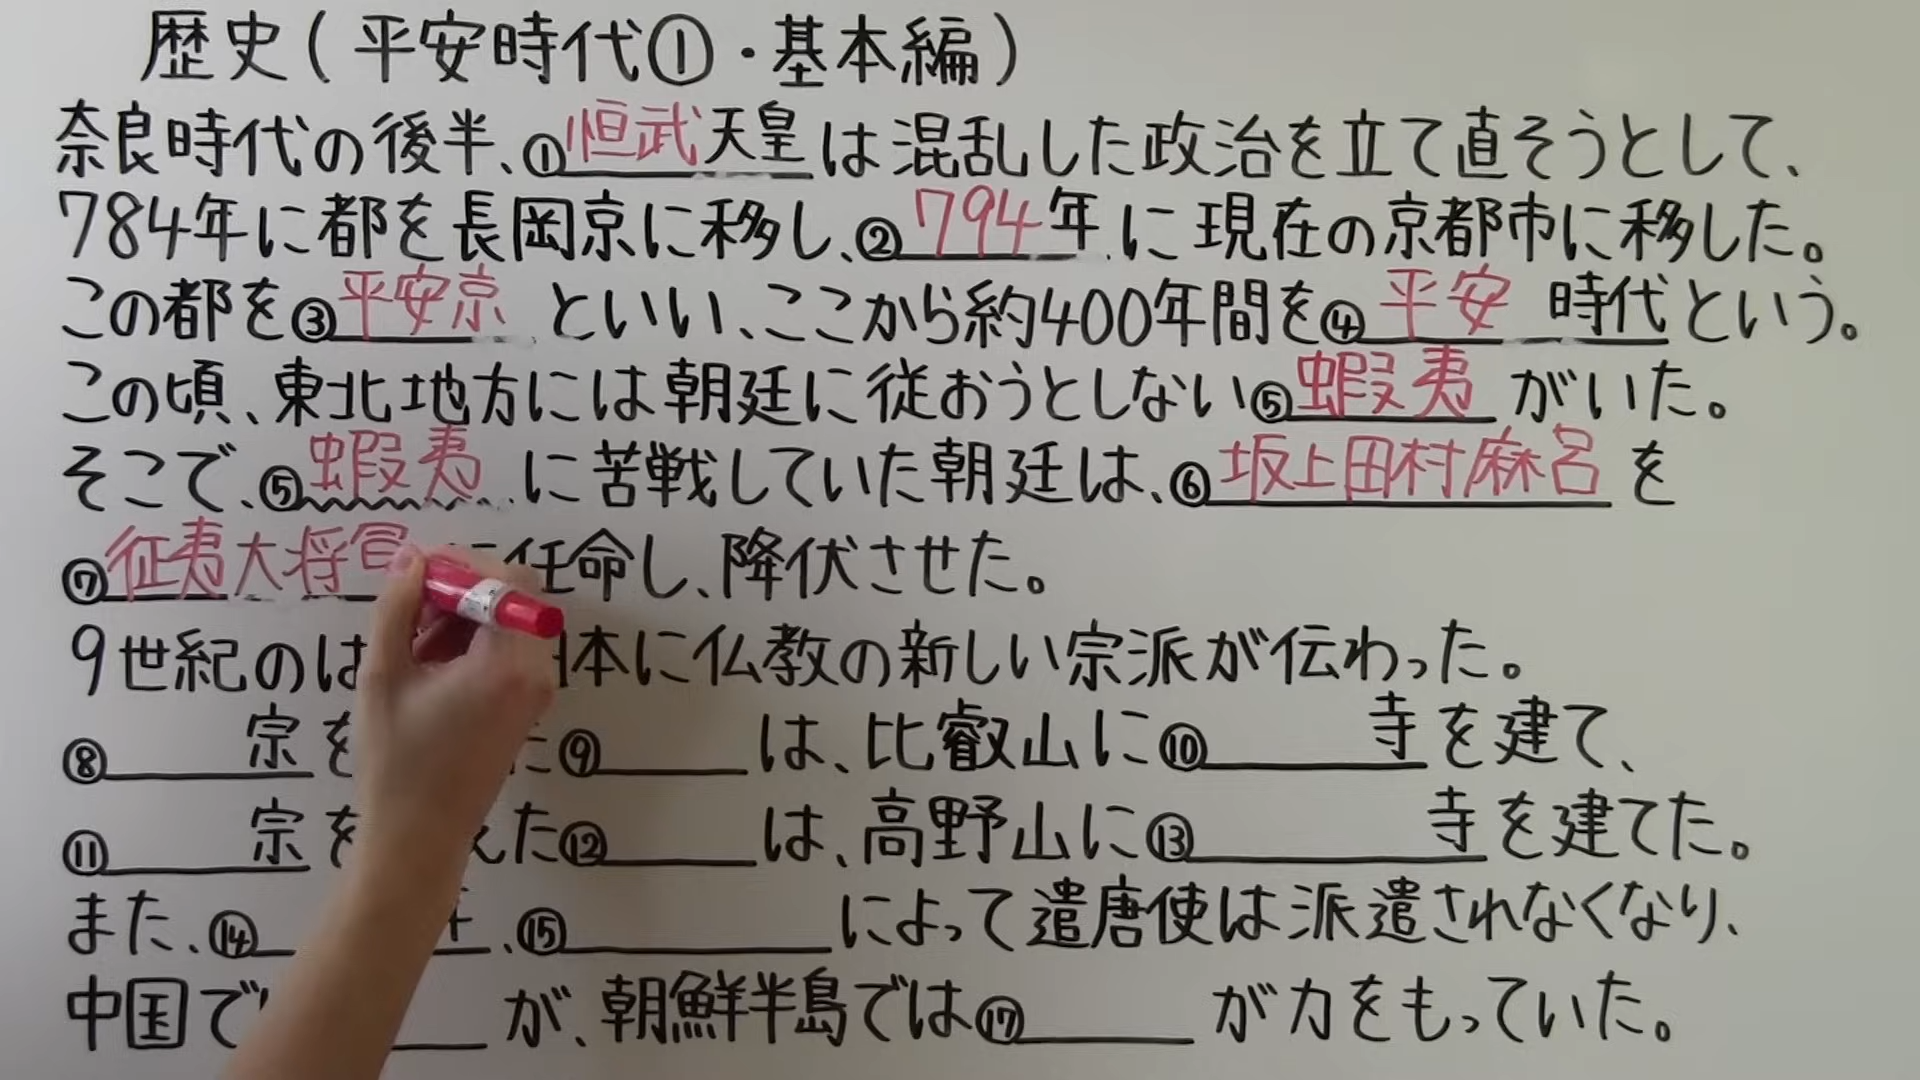 歴史(平安時代①・基本編)
奈良時代の後半、①恒武天皇は混乱した政治を立て直そうとして、
784年に都を長岡京に移し、②794年に現在の京都市に移した。
この都を③平安京といい、ここから約400年間を④平安時代という。
この頃、東北地方には朝廷に従おうとしない⑤蝦夷がいた。
そこで、⑤蝦夷に苦戦していた朝廷は、⑥坂上田村麻呂を
⑦征夷大将 任命し、降伏させた。
9世紀のは 本に仏教の新しい宗派が伝わった。
⑧ 宗を た⑨ は、比叡山に⑩ 寺を建て、
⑪ 宗を えた⑫ は、高野山に⑬ 寺を建てた。
また、⑭ 、⑮ によって遣唐使は派遣されなくなり、
中国で が、朝鮮半島では⑰ が力をもっていた。